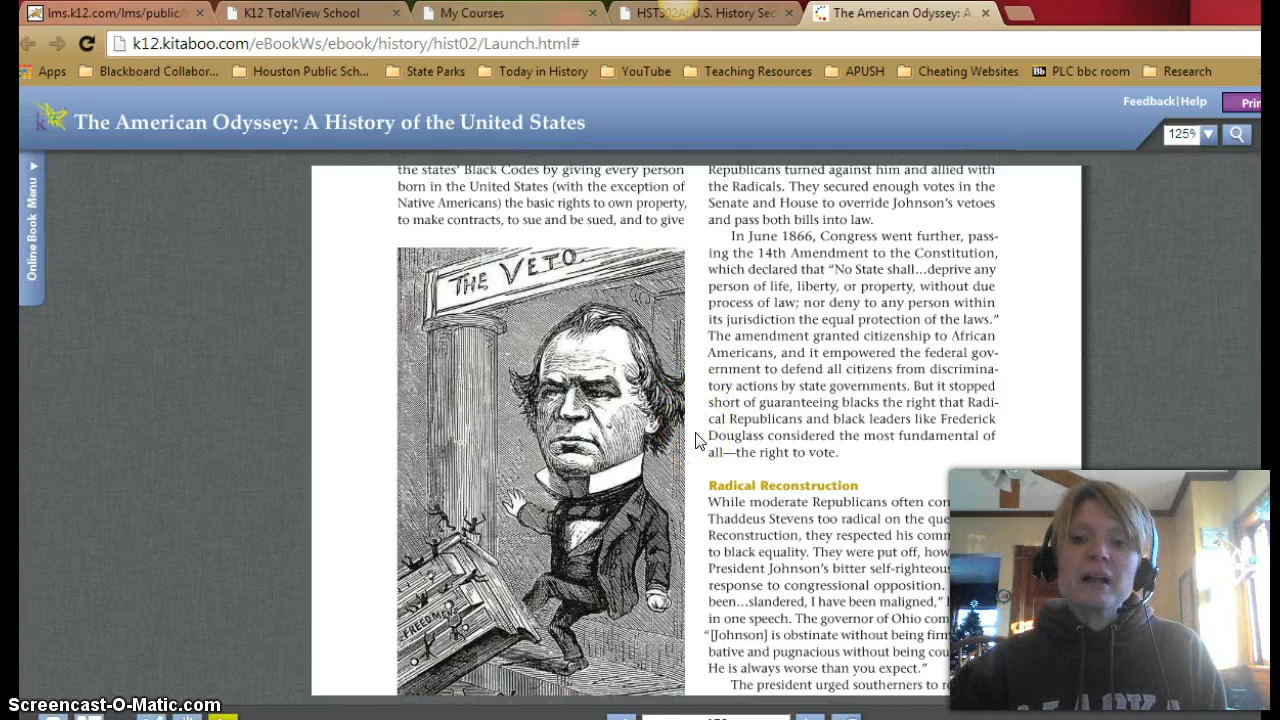 lms.k12.com/lms/public/
K12 TotalView School
My Courses
HST302A: U.S. History Sec
The American Odyssey: A
k12.kitaboo.com/eBookWs/ebook/history/hist02/Launch.html#
Apps
Blackboard Collabor...
Houston Public Sch...
State Parks
Today in History
YouTube
Teaching Resources
APUSH
Cheating Websites
Bb PLC bbc room
Research
Feedback|Help
Prin
k
The American Odyssey: A History of the United States
125%
Online Book Menu
the states' Black Codes by giving every person
born in the United States (with the exception of
Native Americans) the basic rights to own property,
to make contracts, to sue and be sued, and to give
THE VETO.
FREEDME
Republicans turned against him and allied with
the Radicals. They secured enough votes in the
Senate and House to override Johnson's vetoes
and pass both bills into law.
In June 1866, Congress went further, pass-
ing the 14th Amendment to the Constitution,
which declared that "No State shall...deprive any
person of life, liberty, or property, without due
process of law; nor deny to any person within
its jurisdiction the equal protection of the laws."
The amendment granted citizenship to African
Americans, and it empowered the federal gov-
ernment to defend all citizens from discrimina-
tory actions by state governments. But it stopped
short of guaranteeing blacks the right that Radi-
cal Republicans and black leaders like Frederick
Douglass considered the most fundamental of
all—the right to vote.
Radical Reconstruction
While moderate Republicans often con
Thaddeus Stevens too radical on the que
Reconstruction, they respected his comm
to black equality. They were put off, how
President Johnson's bitter self-righteous
response to congressional opposition.
been...slandered, I have been maligned,"
in one speech. The governor of Ohio com
"[Johnson] is obstinate without being firm
bative and pugnacious without being cou
He is always worse than you expect."
The president urged southerners to re
Screencast-O-Matic.com